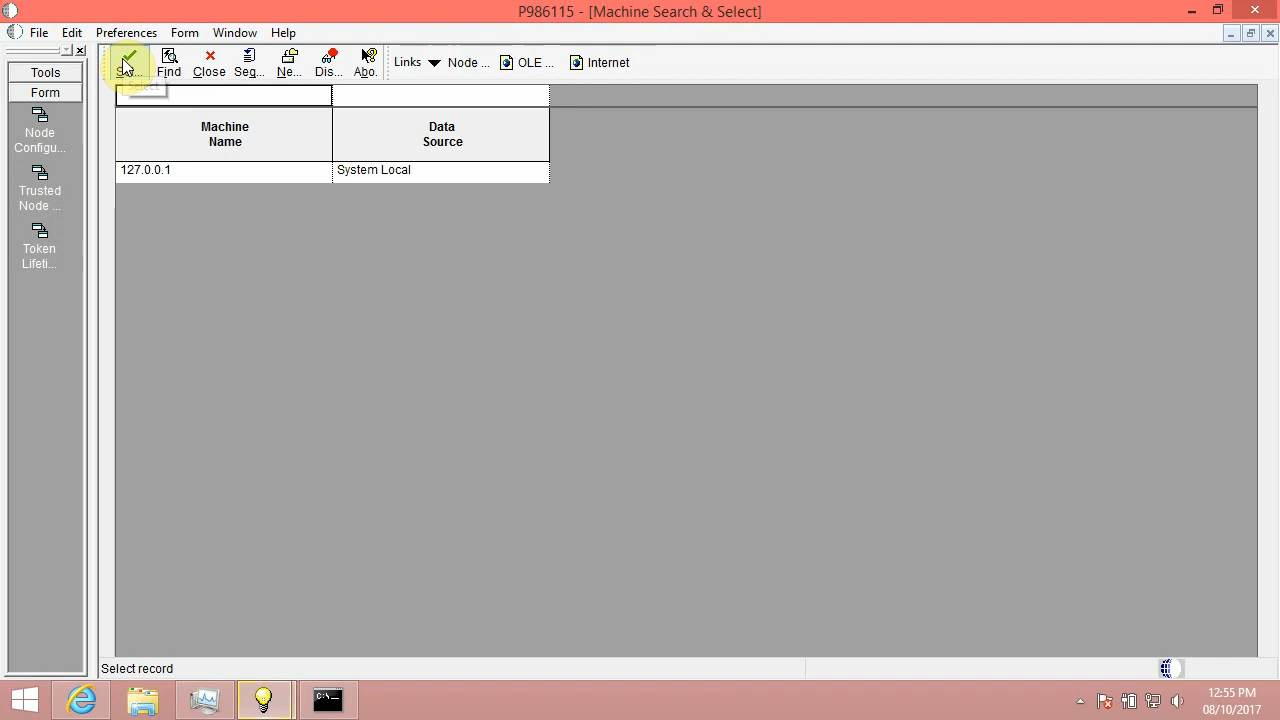 P986115 - [Machine Search & Select]
File Edit Preferences Form Window Help
Find Close Seq... Ne... Dis... Abo. Links Node ... OLE ... Internet
Select
Tools
Form
Node
Configu...
Trusted
Node ...
Token
Lifeti...
Machine
Name
Data
Source
127.0.0.1 System Local
Select record
C:\_
12:55 PM
08/10/2017